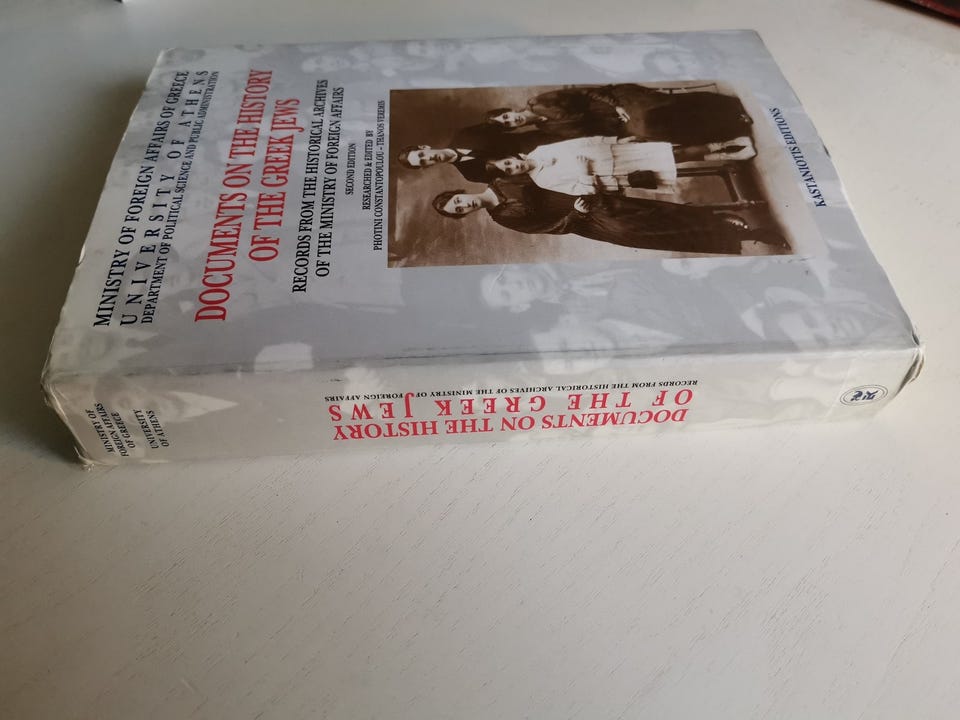 MINISTRY OF FOREIGN AFFAIRS OF GREECE
UNIVERSITY OF ATHENS
DEPARTMENT OF POLITICAL SCIENCE AND PUBLIC ADMINISTRATION
DOCUMENTS ON THE HISTORY
OF THE GREEK JEWS
RECORDS FROM THE HISTORICAL ARCHIVES
OF THE MINISTRY OF FOREIGN AFFAIRS
SECOND EDITION
RESEARCHED & EDITED BY
PHOTINI CONSTANTOPOULOU – THANOS VEREMIS
KASTANIOTIS EDITIONS
MINISTRY OF
FOREIGN AFFAIRS
OF GREECE
UNIVERSITY
OF ATHENS
DOCUMENTS ON THE HISTORY
OF THE GREEK JEWS
RECORDS FROM THE HISTORICAL ARCHIVES OF THE MINISTRY OF FOREIGN AFFAIRS